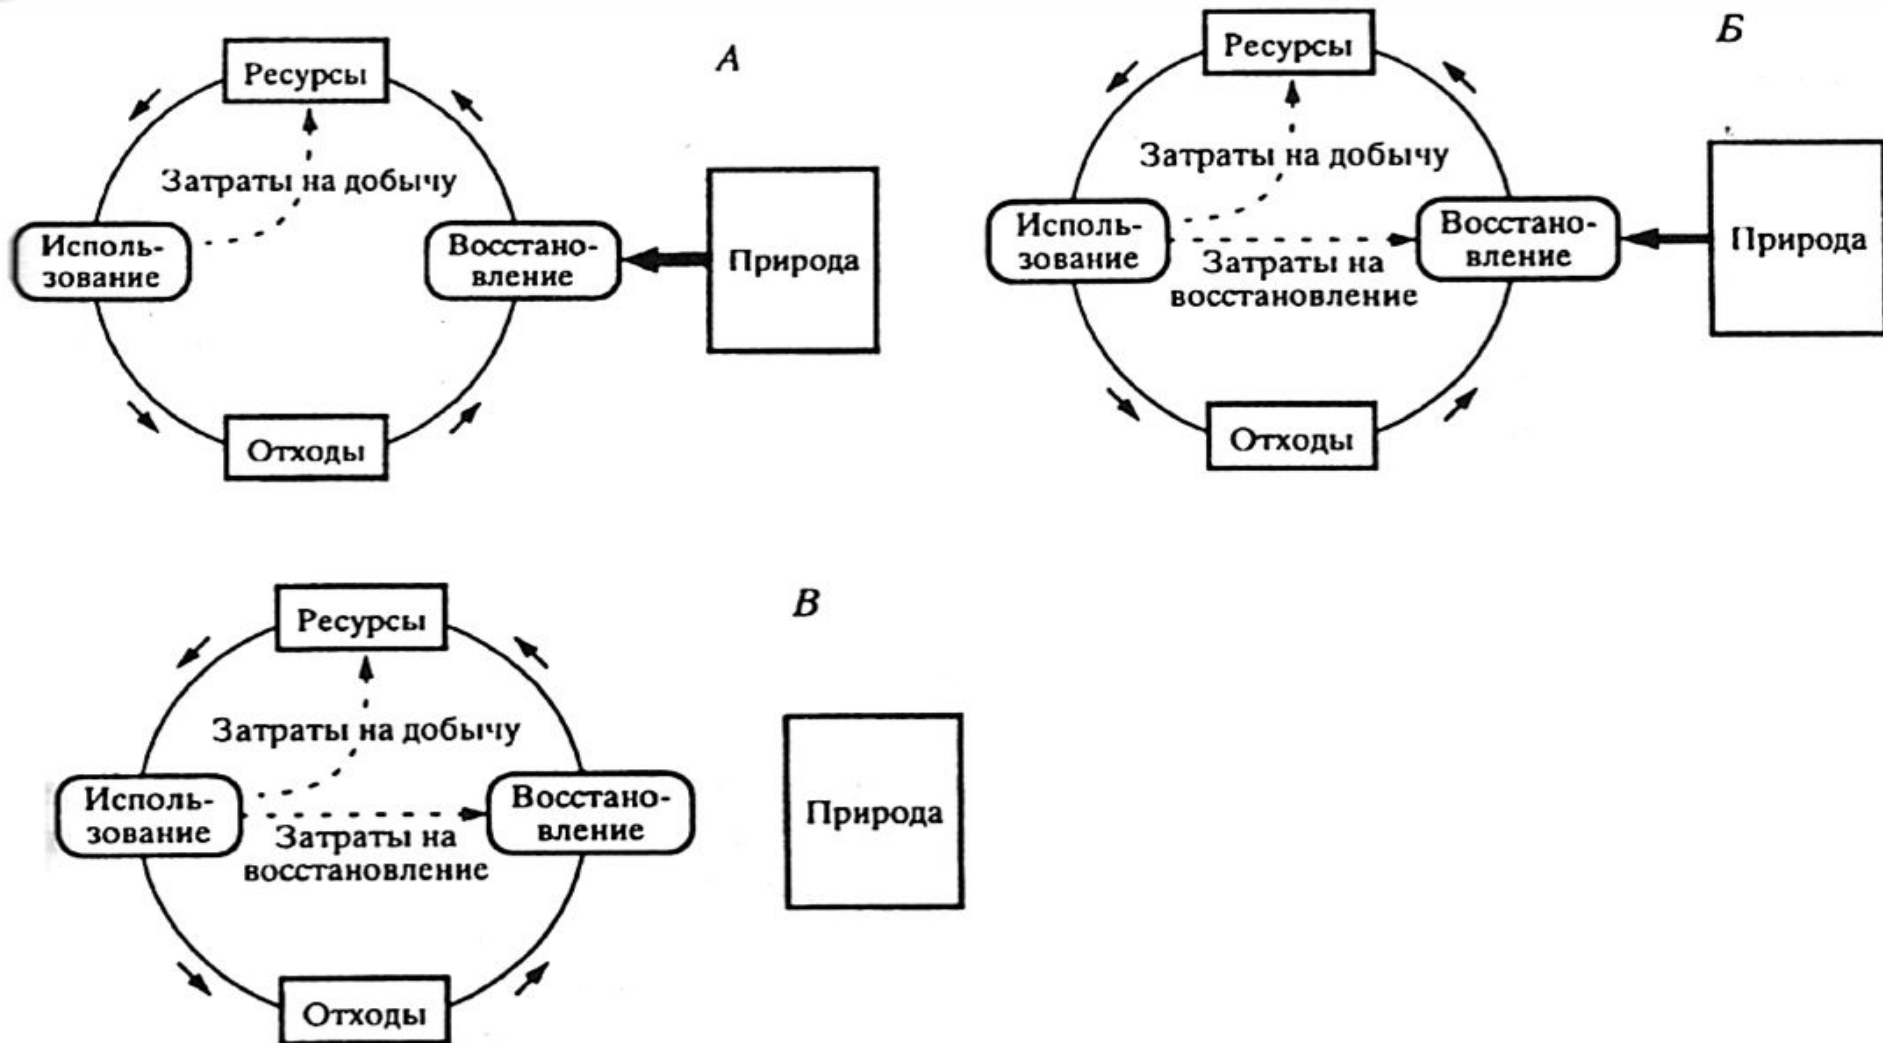 А
Ресурсы
Затраты на добычу
Исполь-
зование
Восстано-
вление
Природа
Отходы
Б
Ресурсы
Затраты на добычу
Исполь-
зование
Восстано-
вление
Затраты на
восстановление
Природа
Отходы
В
Ресурсы
Затраты на добычу
Исполь-
зование
Восстано-
вление
Затраты на
восстановление
Природа
Отходы